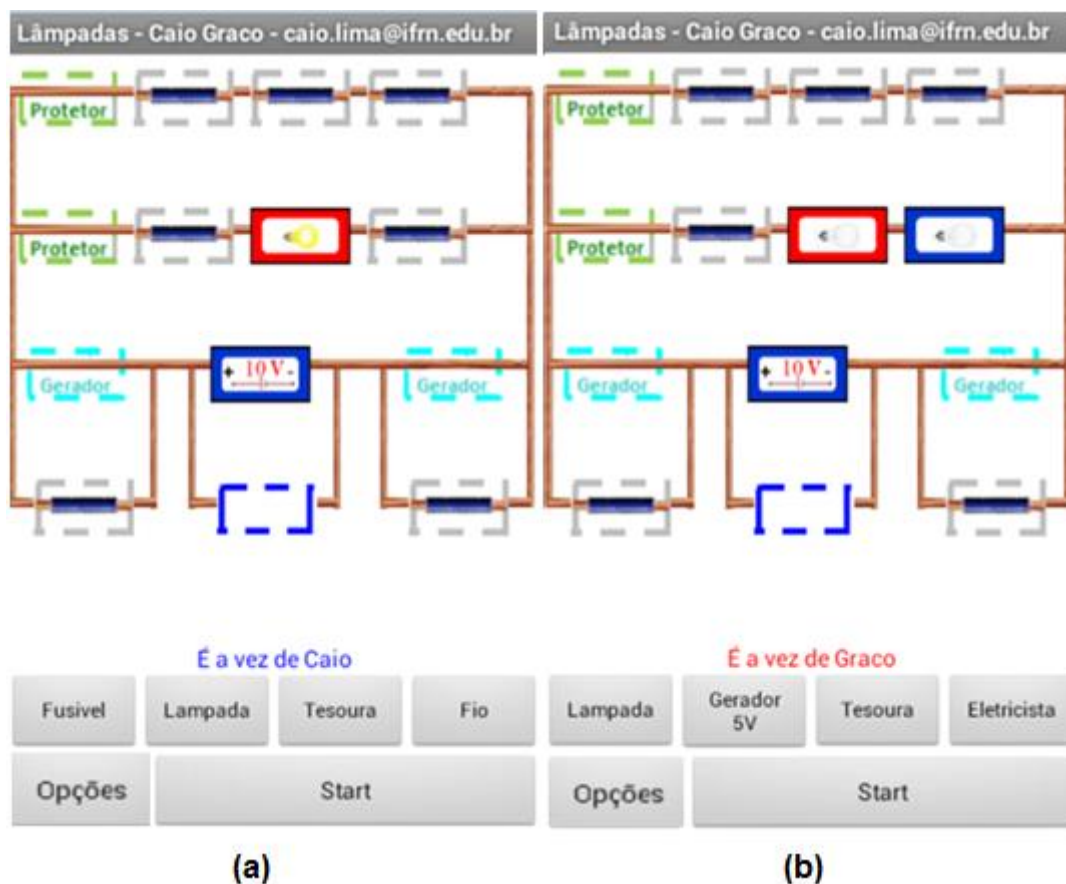 Lâmpadas - Caio Graco - caio.lima@ifrn.edu.br
Protetor
Protetor
+ 10 V -
Gerador
Gerador
É a vez de Caio
Fusivel
Lampada
Tesoura
Fio
Opções
Start
(a)
Lâmpadas - Caio Graco - caio.lima@ifrn.edu.br
Protetor
Protetor
+ 10 V -
Gerador
Gerador
É a vez de Graco
Lampada
Gerador
5V
Tesoura
Eletricista
Opções
Start
(b)